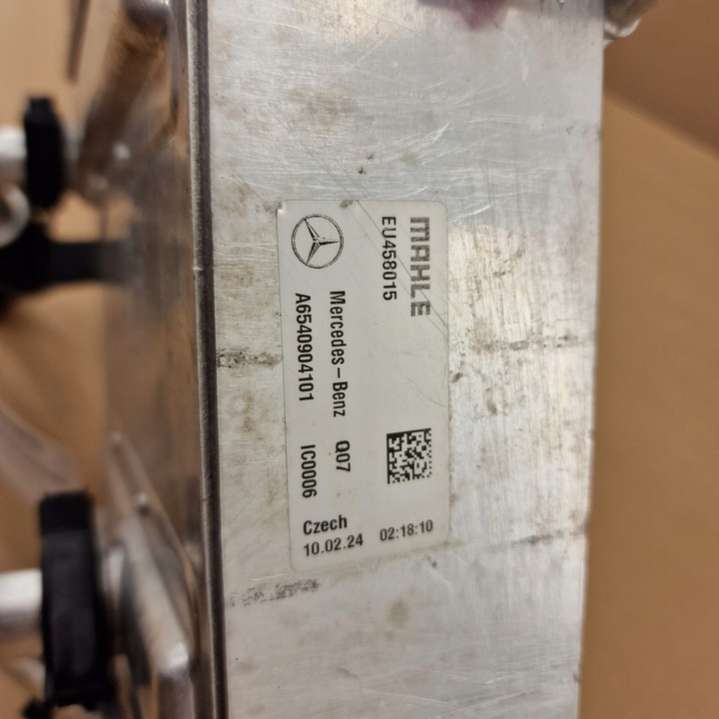 MAHLE
EU458015
Mercedes-Benz Q07
A6540904101 IC0006
Czech
10.02.24 02:18:10